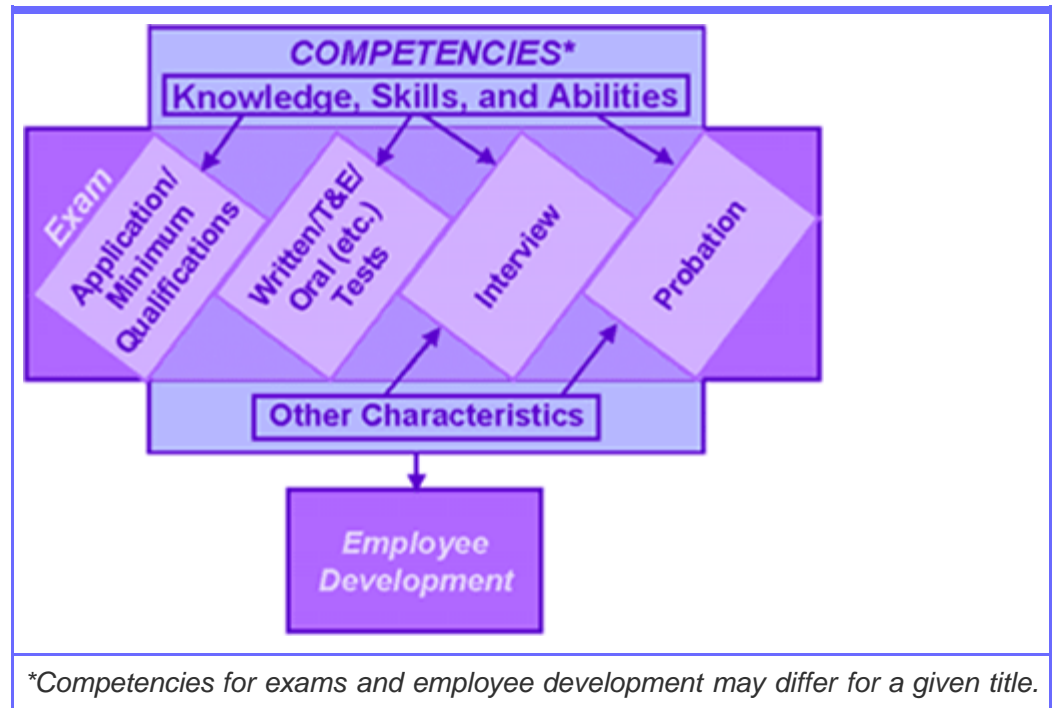 COMPETENCIES*
Knowledge, Skills, and Abilities
Exam
Application/
Minimum
Qualifications
Written/T&E/
Oral (etc.)
Tests
Interview
Probation
Other Characteristics
Employee
Development
*Competencies for exams and employee development may differ for a given title.